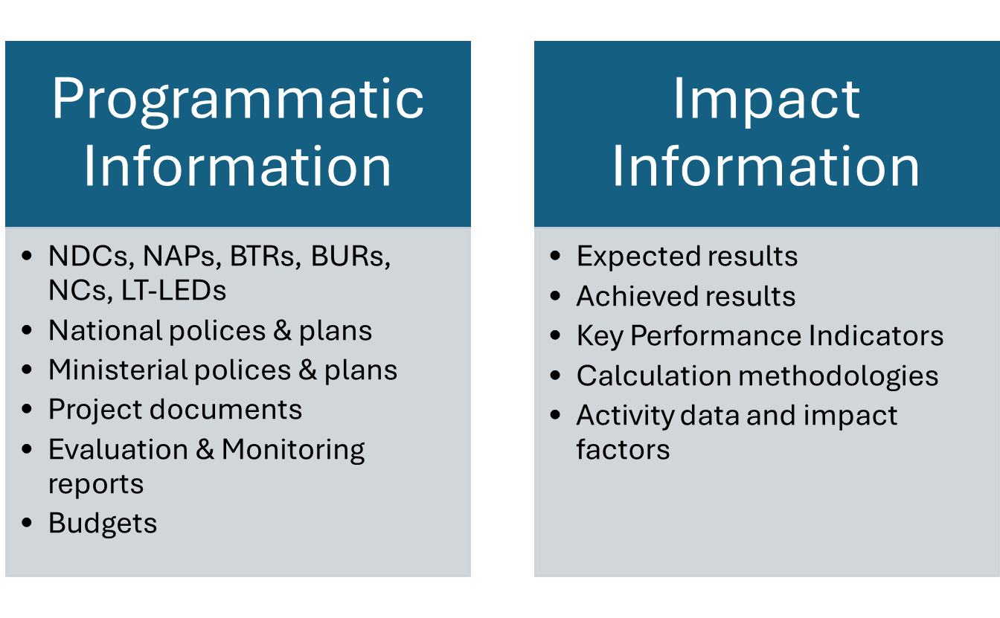 Programmatic
Information
• NDCs, NAPs, BTRs, BURs,
NCs, LT-LEDs
• National polices & plans
• Ministerial polices & plans
• Project documents
• Evaluation & Monitoring
reports
• Budgets
Impact
Information
• Expected results
• Achieved results
• Key Performance Indicators
• Calculation methodologies
• Activity data and impact
factors